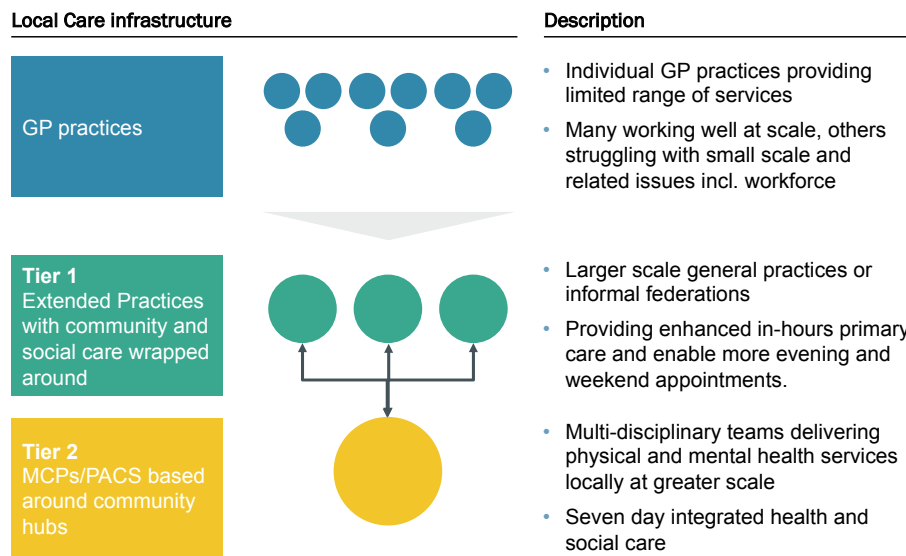 Local Care infrastructure
Description
GP practices
• Individual GP practices providing
limited range of services
• Many working well at scale, others
struggling with small scale and
related issues incl. workforce
Tier 1
Extended Practices
with community and
social care wrapped
around
• Larger scale general practices or
informal federations
• Providing enhanced in-hours primary
care and enable more evening and
weekend appointments.
Tier 2
MCPs/PACS based
around community
hubs
• Multi-disciplinary teams delivering
physical and mental health services
locally at greater scale
• Seven day integrated health and
social care